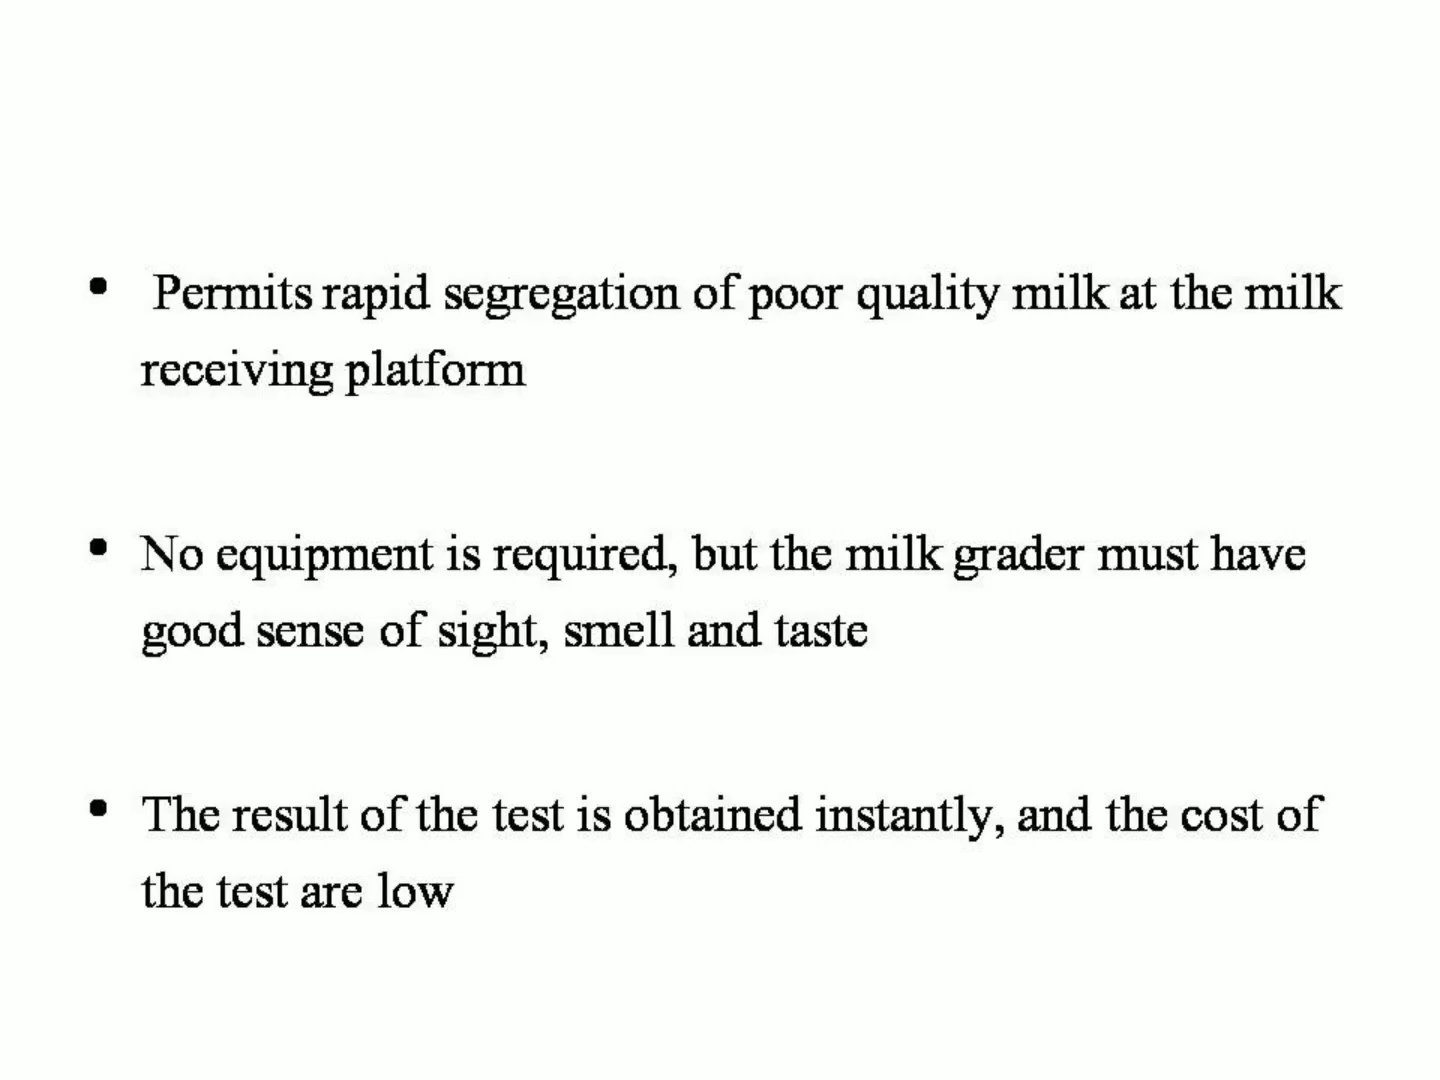 • Permits rapid segregation of poor quality milk at the milk
receiving platform
• No equipment is required, but the milk grader must have
good sense of sight, smell and taste
• The result of the test is obtained instantly, and the cost of
the test are low